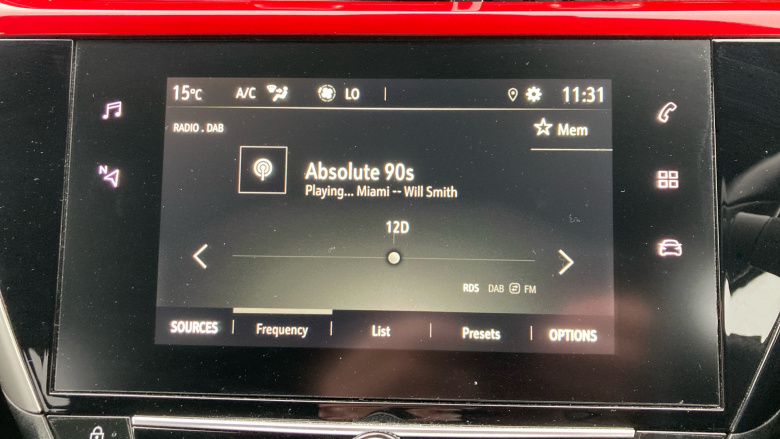 15°C A/C LO 11:31
RADIO . DAB
Mem
Absolute 90s
Playing... Miami -- Will Smith
12D
RDS DAB FM
SOURCES Frequency List Presets OPTIONS
N